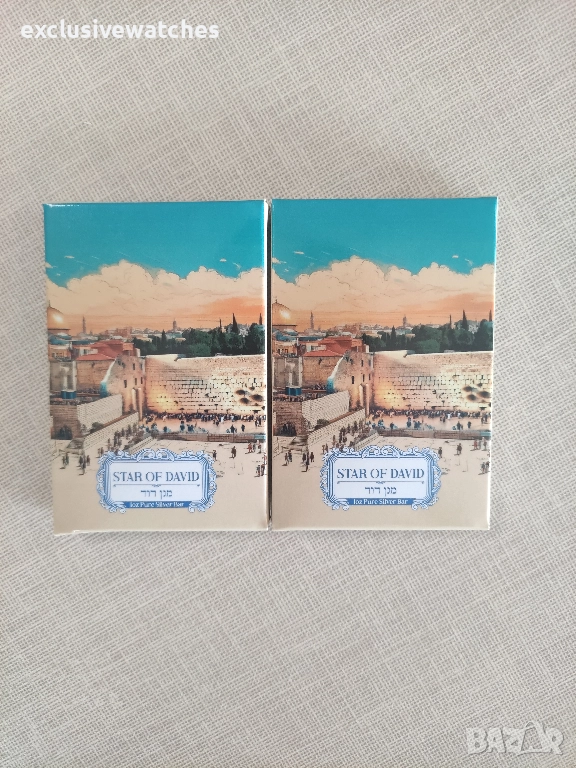 exclusivewatches
STAR OF DAVID
מגן דוד
1oz Pure Silver Bar
STAR OF DAVID
מגן דוד
1oz Pure Silver Bar
BAZAR